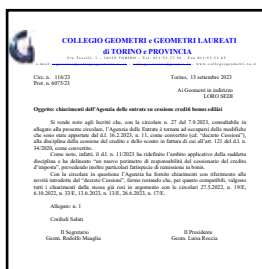 COLLEGIO GEOMETRI e GEOMETRI LAUREATI
di TORINO e PROVINCIA
Circ. n. 116/23 Torino, 13 settembre 2023
Prot. n. 6075/23
Ai Geometri in indirizzo
LORO SEDI
Oggetto: chiarimenti dell'Agenzia delle entrate su cessione crediti bonus edilizi
Si rende noto agli Iscritti che, con la circolare n. 27 del 7.9.2023, consultabile in
allegato alla presente circolare, l'Agenzia delle Entrate è tornata ad occuparsi delle modifiche
che sono state apportate dal d.l. 16.2.2023, n. 11, come convertito (cd. "decreto Cessioni"), alla
disciplina della cessione del credito e dello sconto in fattura di cui all'art. 121 del d.l. n.
34/2020, come convertito.
Come noto, infatti, il d.l. n. 11/2023 ha ridefinito l'ambito applicativo della suddetta
disciplina e ha delineato "un nuovo perimetro di responsabilità del cessionario del credito
d'imposta", prevedendo inoltre particolari fattispecie di remissione in bonis.
Con la circolare in questione l'Agenzia ha fornito chiarimenti con riferimento alle
novità introdotte dal "decreto Cessioni", fermo restando che, per quanto compatibili, valgono
tutti i chiarimenti della stessa già resi in argomento con le circolari 27.5.2022, n. 19/E,
6.10.2022, n. 33/E, 13.6.2023, n. 13/E, 26.6.2023, n. 17/E.
Allegato: n. 1
Cordiali Saluti
Il Segretario Il Presidente
Geom. Rodolfo Meaglia Geom. Luisa Roccia